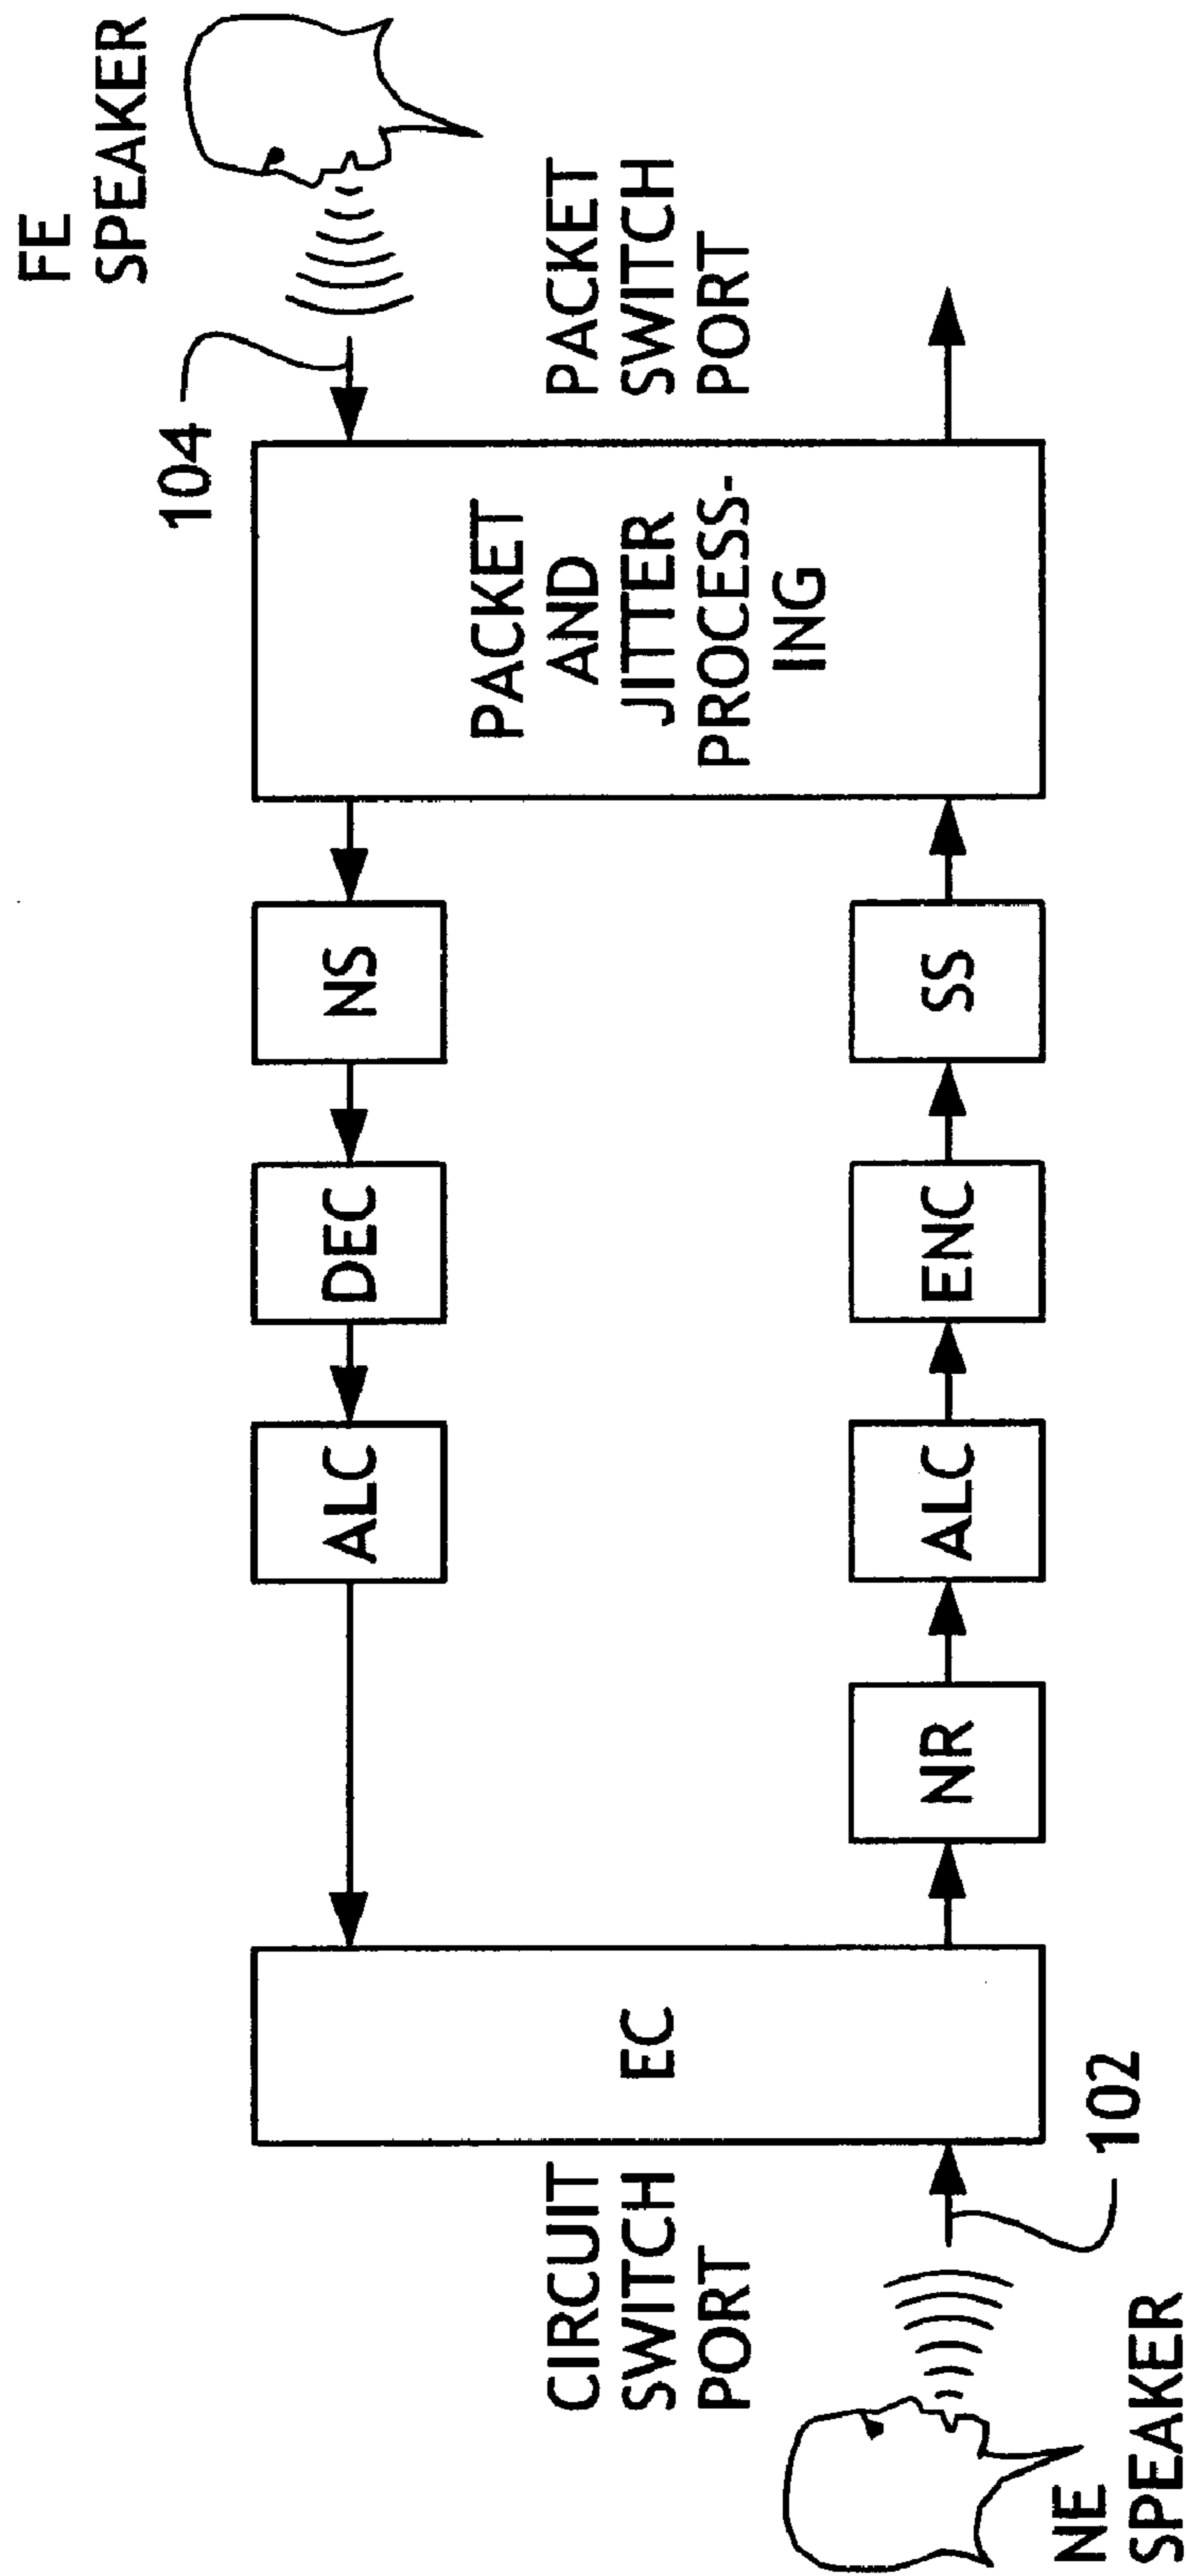 FE
SPEAKER
104
PACKET
SWITCH
PORT
PACKET
AND
JITTER
PROCESS-
ING
NS
DEC
ALC
SS
ENC
ALC
NR
EC
CIRCUIT
SWITCH
PORT
102
NE
SPEAKER